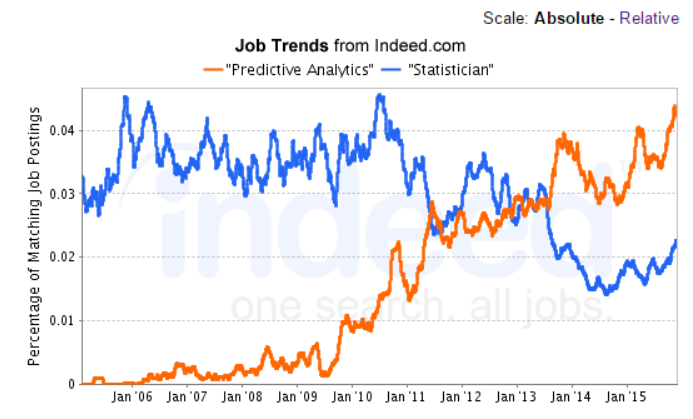 Scale: Absolute - Relative
Job Trends from Indeed.com
"Predictive Analytics" "Statistician"
Percentage of Matching Job Postings
0.04
0.03
0.02
0.01
0
indeed
one search. all jobs.
Jan '06 Jan '07 Jan '08 Jan '09 Jan '10 Jan '11 Jan '12 Jan '13 Jan '14 Jan '15